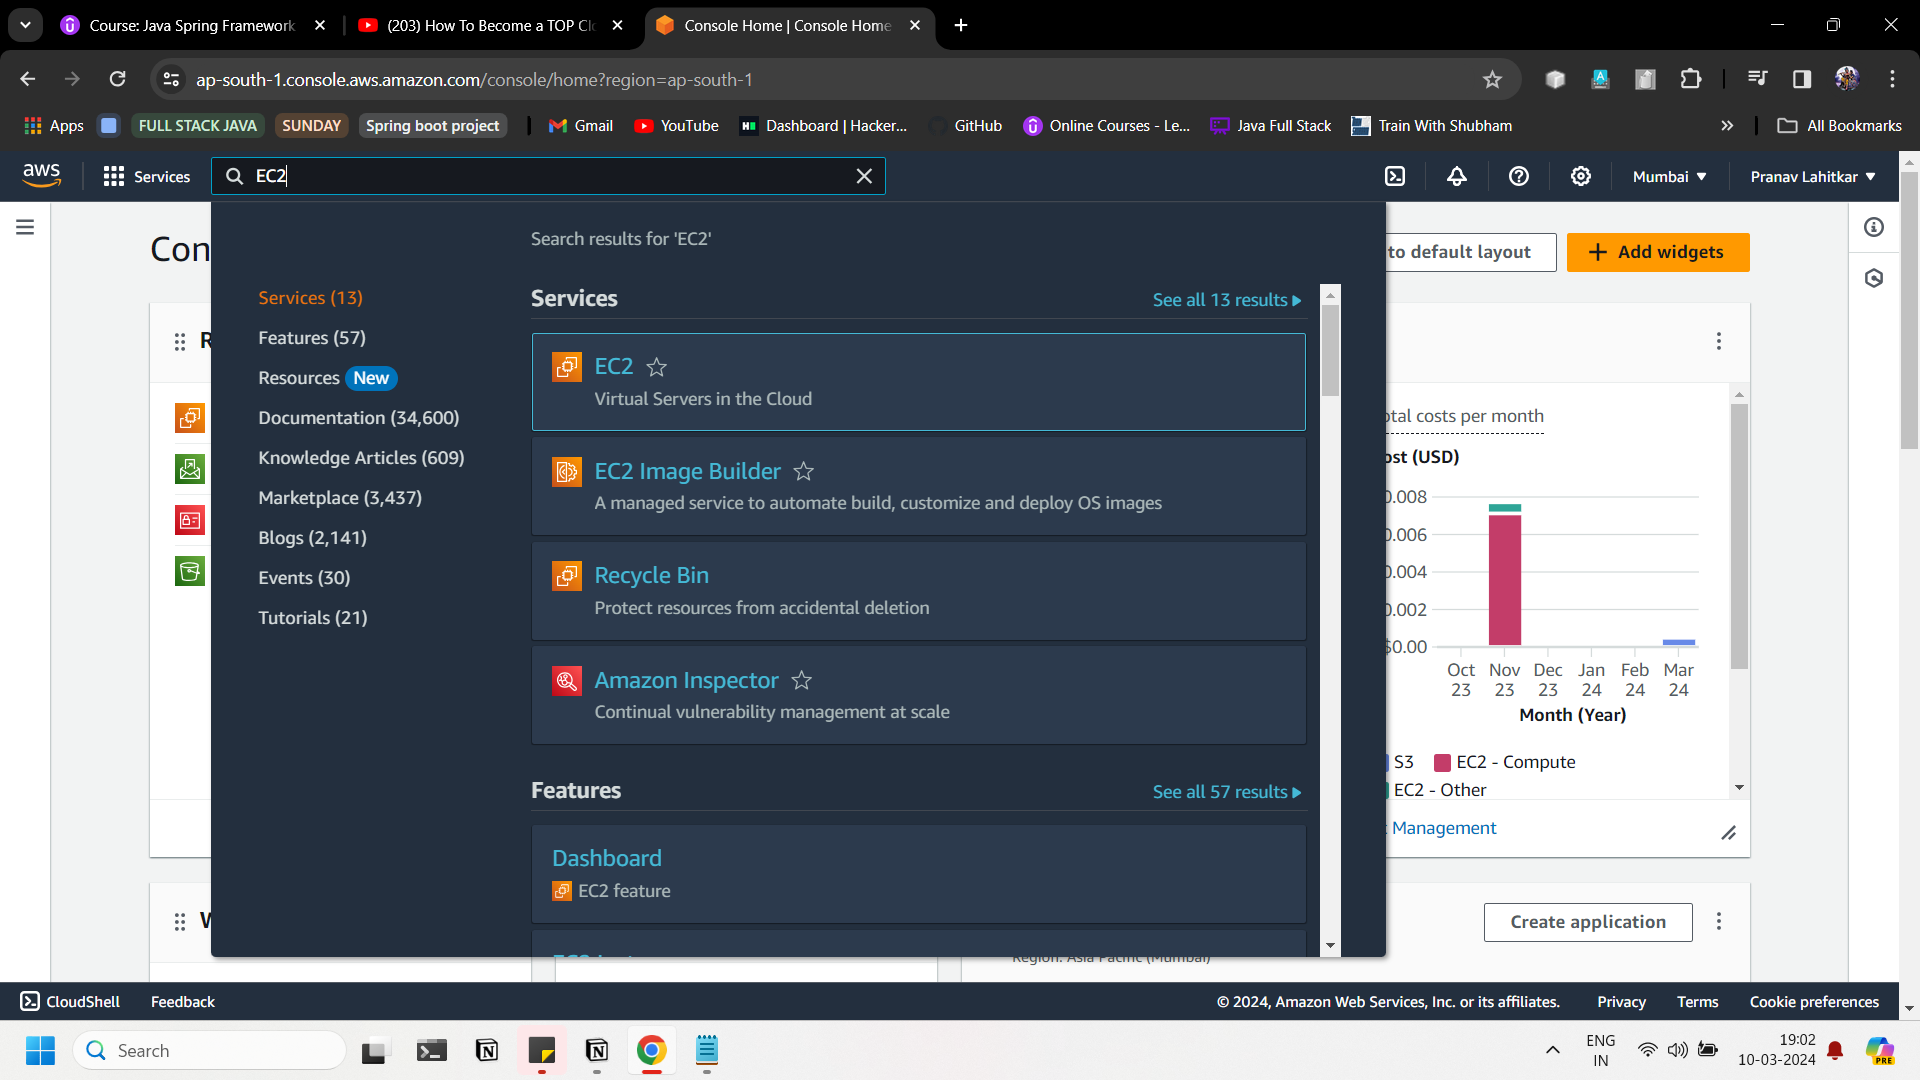 Course: Java Spring Framework
(203) How To Become a TOP Clo
Console Home | Console Home
ap-south-1.console.aws.amazon.com/console/home?region=ap-south-1
Apps
FULL STACK JAVA
SUNDAY
Spring boot project
Gmail
YouTube
Dashboard | Hacker...
GitHub
Online Courses - Le...
Java Full Stack
Train With Shubham
All Bookmarks
aws
Services
EC2
Mumbai
Pranav Lahitkar
Con
Search results for 'EC2'
to default layout
+ Add widgets
Services (13)
Features (57)
Resources New
Documentation (34,600)
Knowledge Articles (609)
Marketplace (3,437)
Blogs (2,141)
Events (30)
Tutorials (21)
Services
See all 13 results
EC2
Virtual Servers in the Cloud
EC2 Image Builder
A managed service to automate build, customize and deploy OS images
Recycle Bin
Protect resources from accidental deletion
Amazon Inspector
Continual vulnerability management at scale
Features
See all 57 results
Dashboard
EC2 feature
otal costs per month
ost (USD)
0.008
0.006
0.004
0.002
$0.00
Oct 23
Nov 23
Dec 23
Jan 24
Feb 24
Mar 24
Month (Year)
S3
EC2 - Compute
EC2 - Other
Management
Create application
Region: Asia Pacific (Mumbai)
CloudShell
Feedback
© 2024, Amazon Web Services, Inc. or its affiliates.
Privacy
Terms
Cookie preferences
Search
ENG
IN
19:02
10-03-2024
PRE